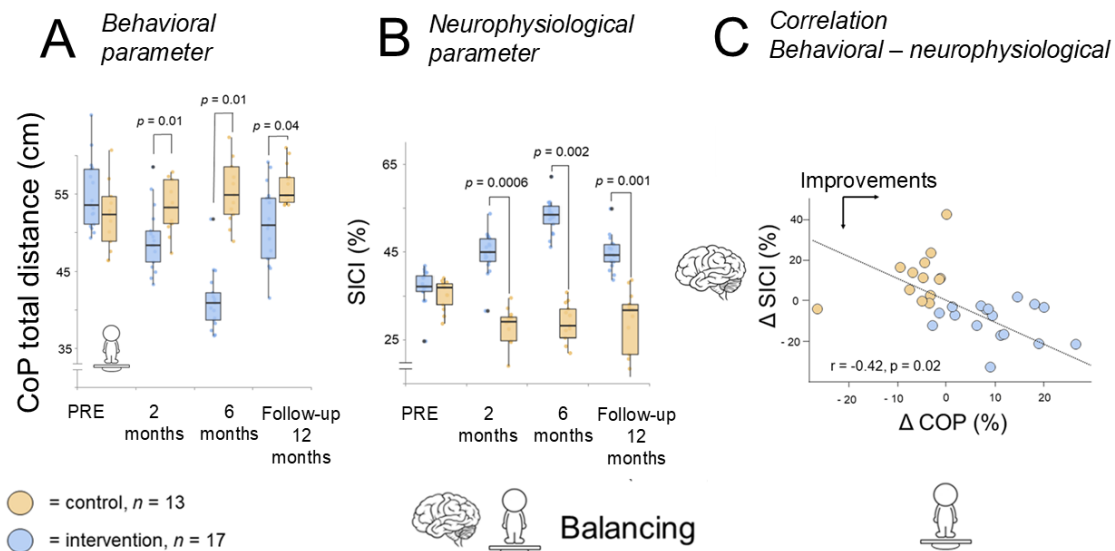 A
Behavioral
parameter
CoP total distance (cm)
55
45
35
p = 0.01
p = 0.01
p = 0.04
PRE
2
months
6
months
Follow-up
12
months
B
Neurophysiological
parameter
SICI (%)
65
45
25
p = 0.0006
p = 0.002
p = 0.001
PRE
2
months
6
months
Follow-up
12
months
C
Correlation
Behavioral – neurophysiological
Improvements
Δ SICI (%)
40
20
0
- 20
r = -0.42, p = 0.02
- 20
- 10
0
10
20
Δ COP (%)
= control, n = 13
= intervention, n = 17
Balancing